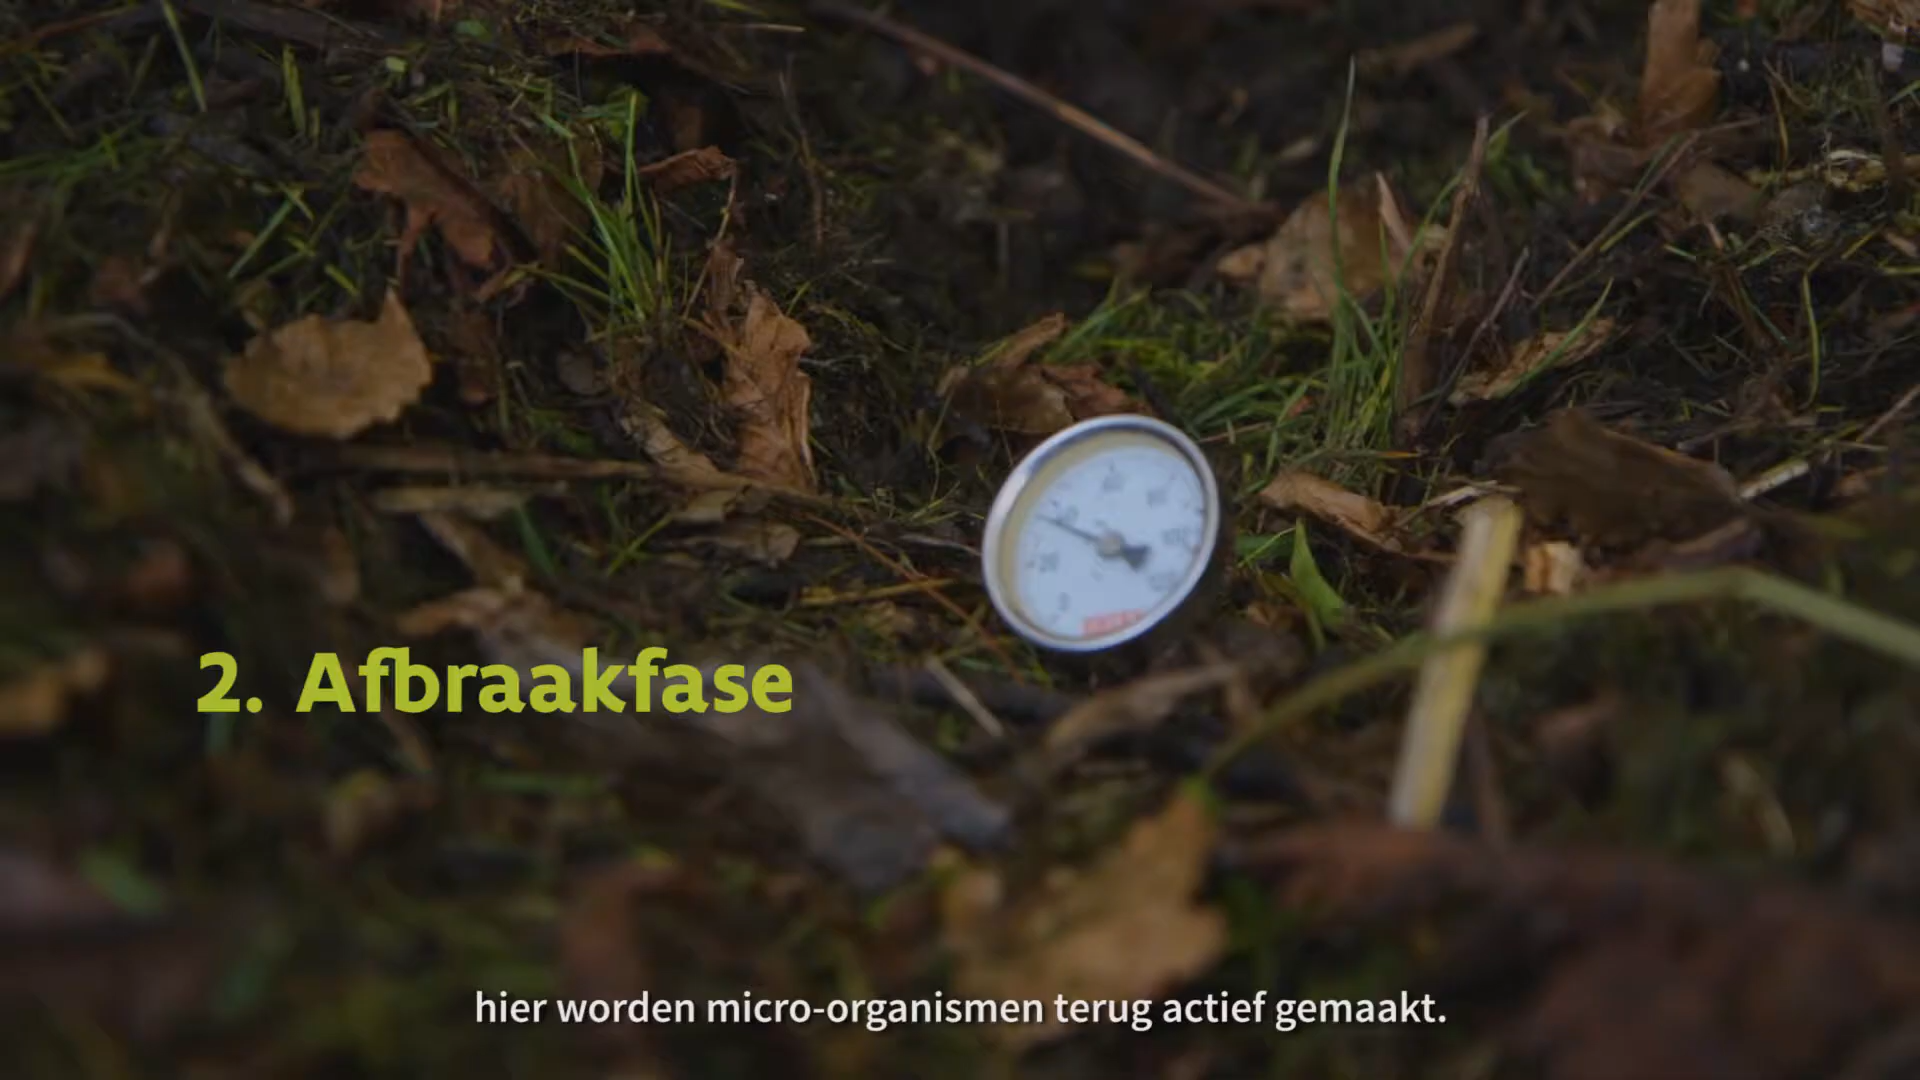 2. Afbraakfase
hier worden micro-organismen terug actief gemaakt.